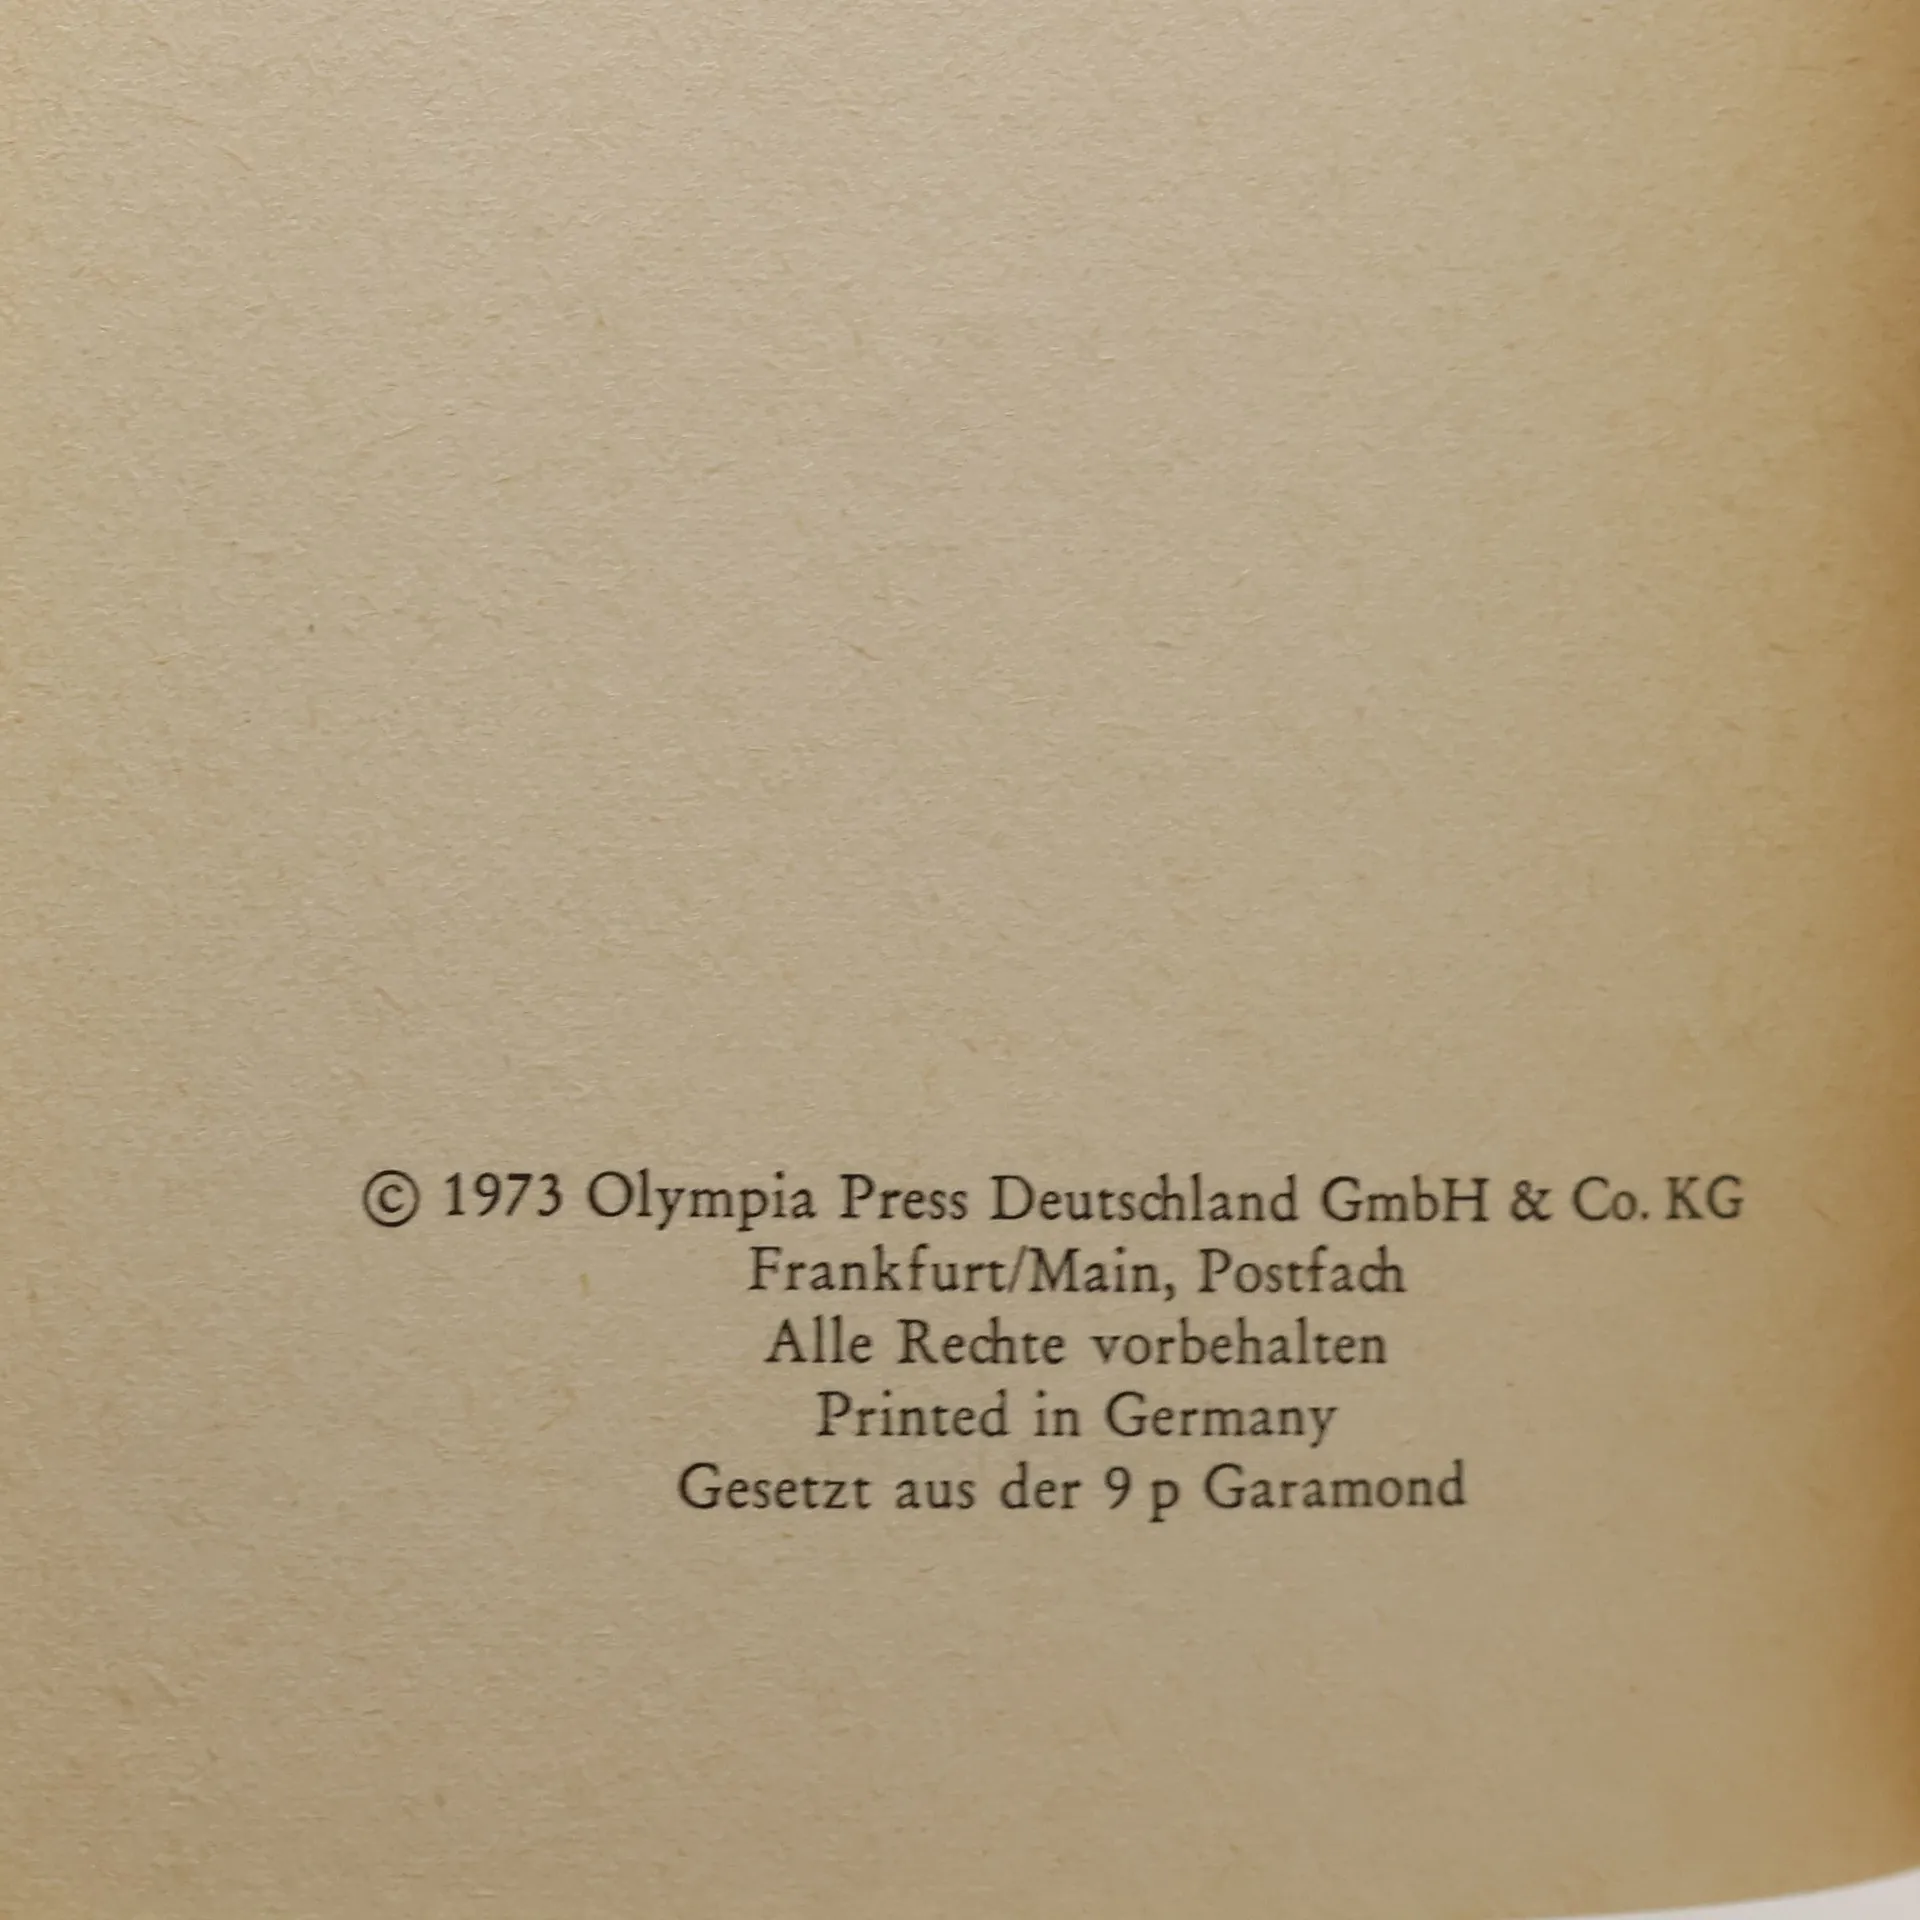 © 1973 Olympia Press Deutschland GmbH & Co. KG
Frankfurt/Main, Postfach
Alle Rechte vorbehalten
Printed in Germany
Gesetzt aus der 9 p Garamond